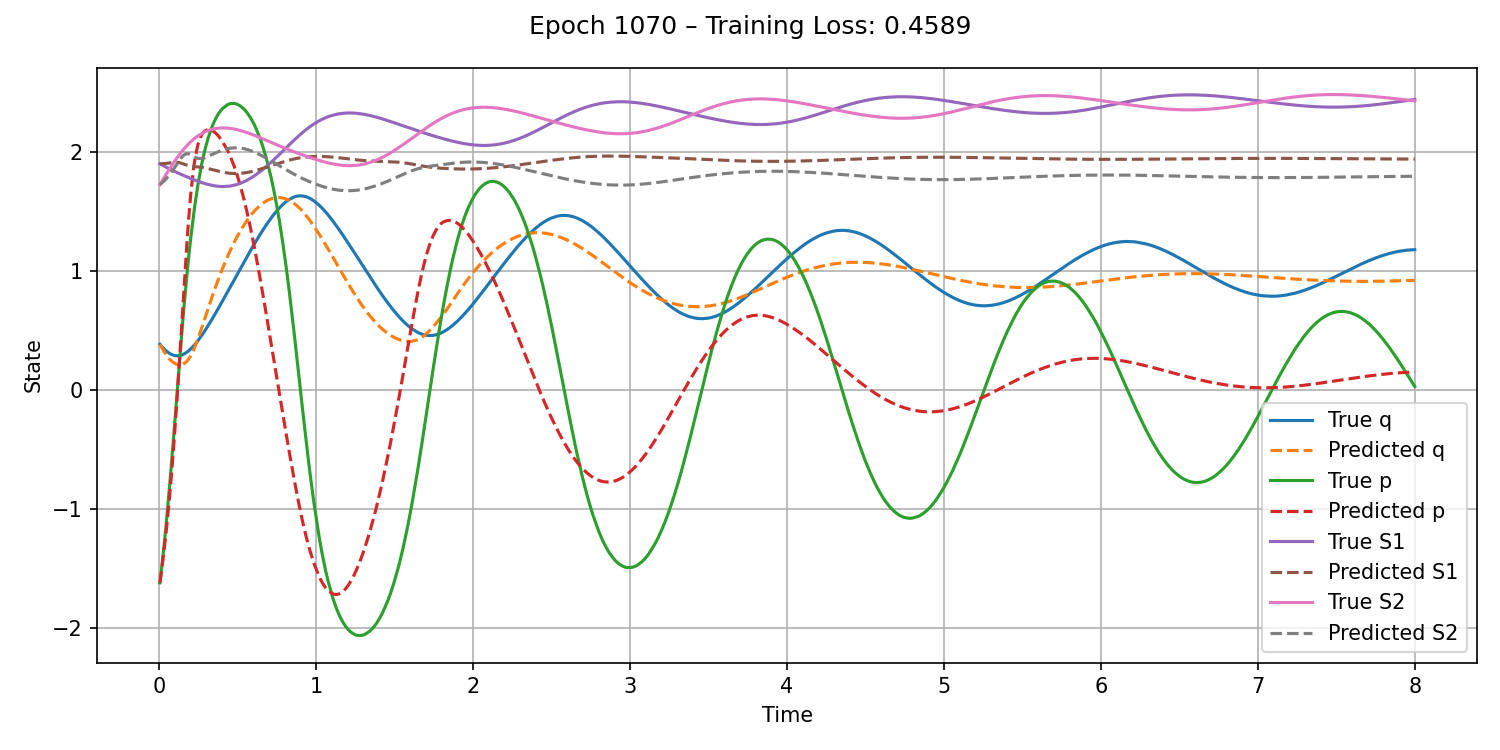 Epoch 1070 – Training Loss: 0.4589
State
2
1
0
−1
−2
0 1 2 3 4 5 6 7 8
Time
True q
Predicted q
True p
Predicted p
True S1
Predicted S1
True S2
Predicted S2